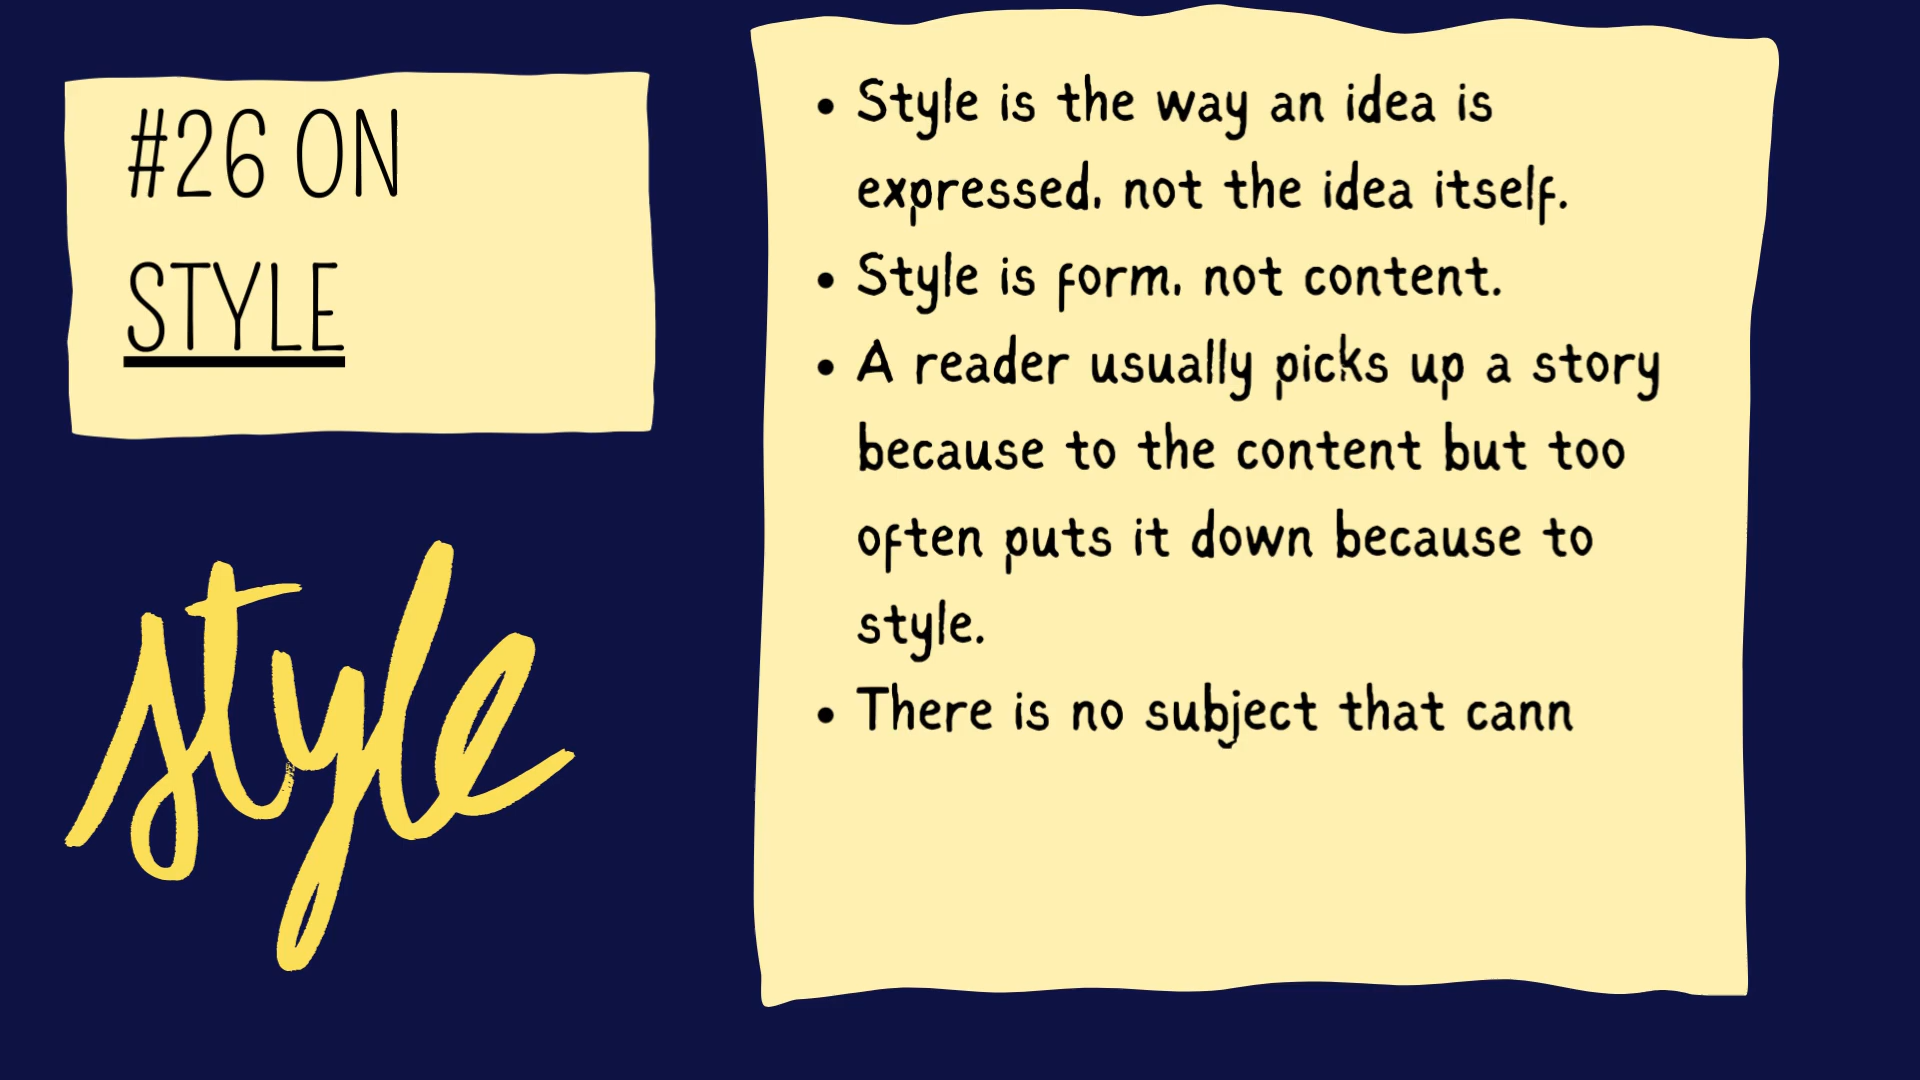 #26 ON
STYLE
style
• Style is the way an idea is
expressed, not the idea itself.
• Style is form, not content.
• A reader usually picks up a story
because to the content but too
often puts it down because to
style.
• There is no subject that cann